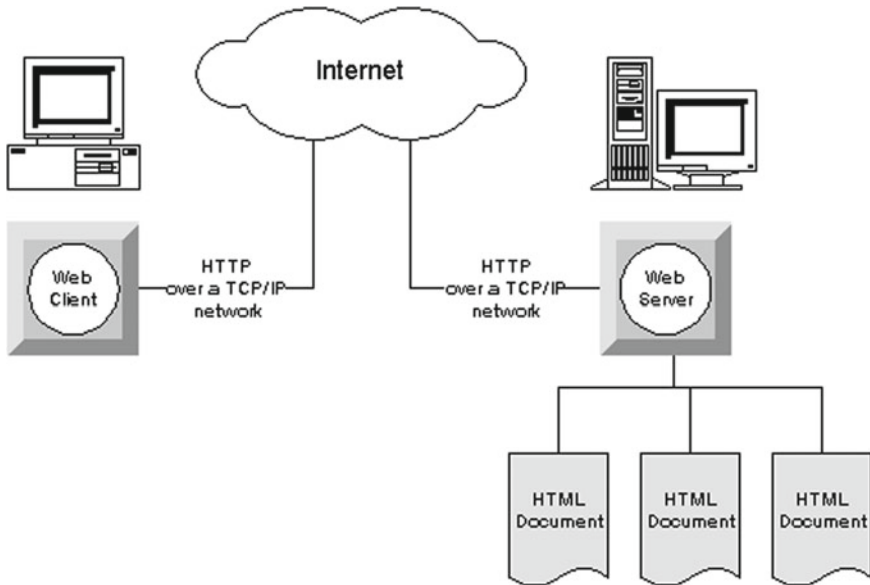 Internet
Web
Client
HTTP
over a TCP/IP
network
HTTP
over a TCP/IP
network
Web
Server
HTML
Document
HTML
Document
HTML
Document